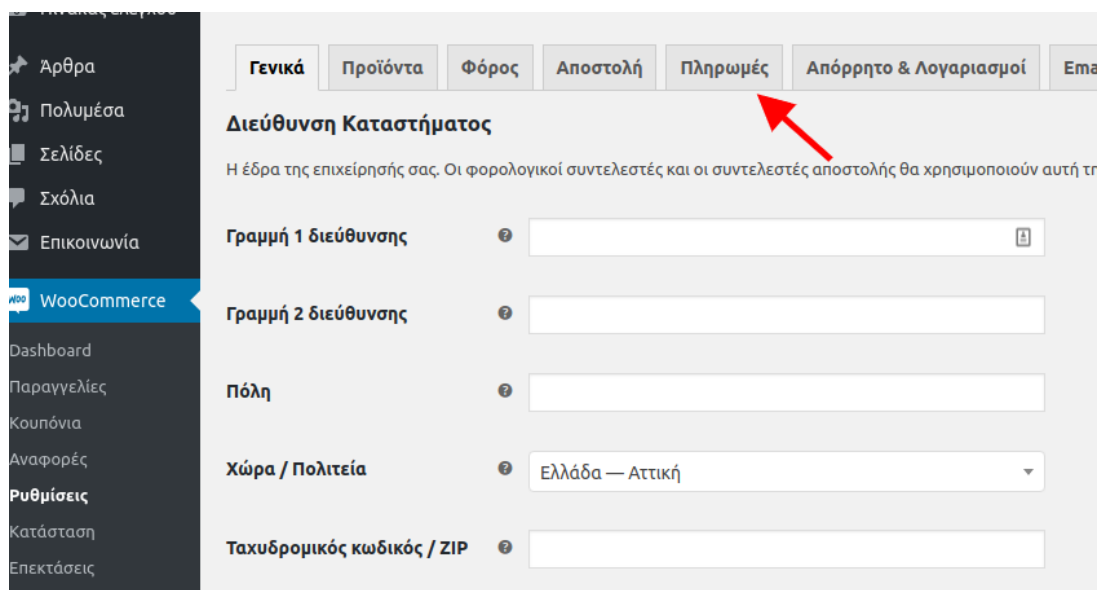 Άρθρα
Πολυμέσα
Σελίδες
Σχόλια
Επικοινωνία
WooCommerce
Dashboard
Παραγγελίες
Κουπόνια
Αναφορές
Ρυθμίσεις
Κατάσταση
Επεκτάσεις
Γενικά Προϊόντα Φόρος Αποστολή Πληρωμές Απόρρητο & Λογαριασμοί
Διεύθυνση Καταστήματος
Η έδρα της επιχείρησής σας. Οι φορολογικοί συντελεστές και οι συντελεστές αποστολής θα χρησιμοποιούν αυτή
Γραμμή 1 διεύθυνσης
Γραμμή 2 διεύθυνσης
Πόλη
Χώρα / Πολιτεία Ελλάδα — Αττική
Ταχυδρομικός κωδικός / ZIP